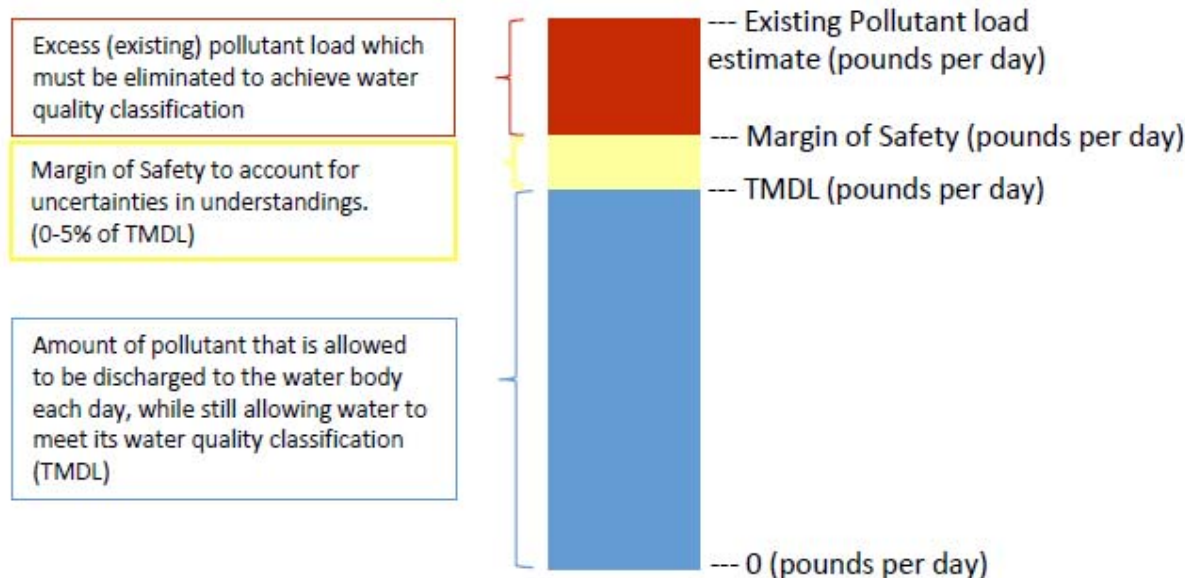 Excess (existing) pollutant load which
must be eliminated to achieve water
quality classification
Margin of Safety to account for
uncertainties in understandings.
(0-5% of TMDL)
Amount of pollutant that is allowed
to be discharged to the water body
each day, while still allowing water to
meet its water quality classification
(TMDL)
--- Existing Pollutant load
estimate (pounds per day)
--- Margin of Safety (pounds per day)
--- TMDL (pounds per day)
--- 0 (pounds per day)